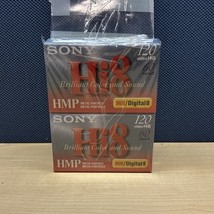 SONY
120
Hi8
Brilliant Color and Sound
HMP
Hi8/Digital8
SONY
120
Hi8
Brilliant Color and Sound
HMP
Hi8/Digital8